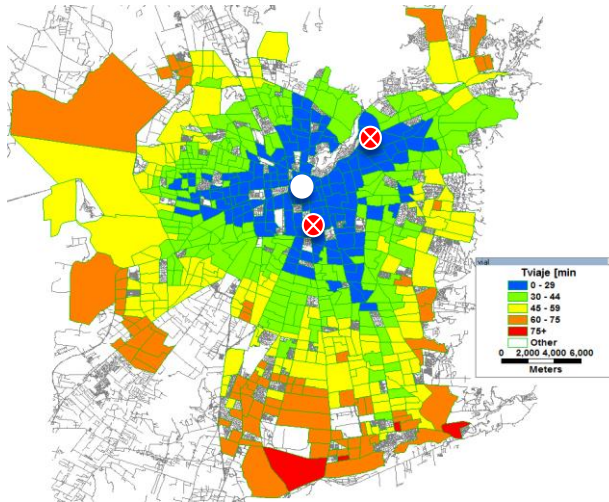 vial
Tviaje [min
0 - 29
30 - 44
45 - 59
60 - 75
75+
Other
0 2,000 4,000 6,000
Meters